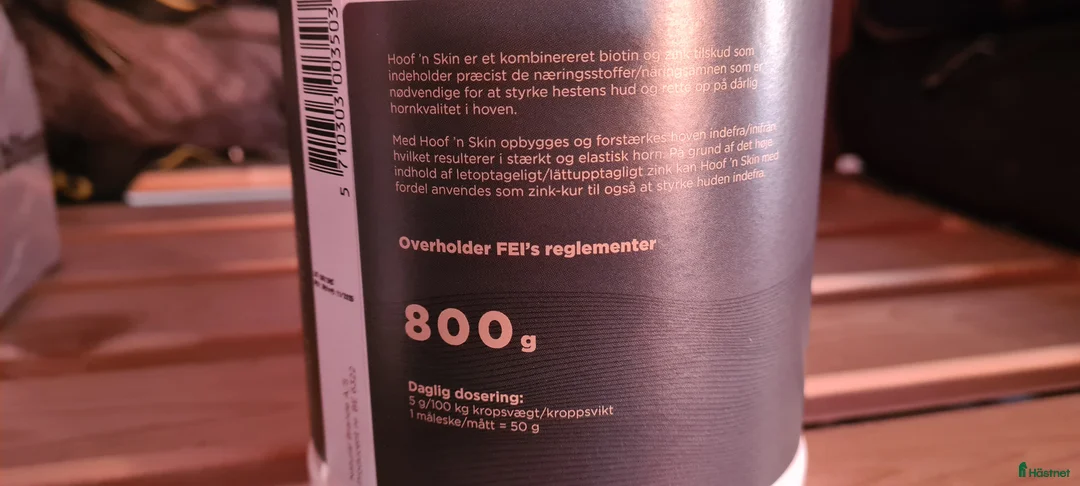 Hoof 'n Skin er et kombinereret biotin og zink tilskud som
indeholder præcist de næringsstoffer/näringsämnen som er
nødvendige for at styrke hestens hud og rette op på dårlig
hornkvalitet i hoven.
Med Hoof 'n Skin opbygges og forstærkes hoven indefra/inifrån
hvilket resulterer i stærkt og elastisk horn. På grund af det høje
indhold af letoptageligt/lättupptagligt zink kan Hoof 'n Skin med
fordel anvendes som zink-kur til også at styrke huden indefra.
Overholder FEI's reglementer
800 g
Daglig dosering:
5 g/100 kg kropsvægt/kroppsvikt
1 måleske/mått = 50 g
5 710303 003503
Hästnet